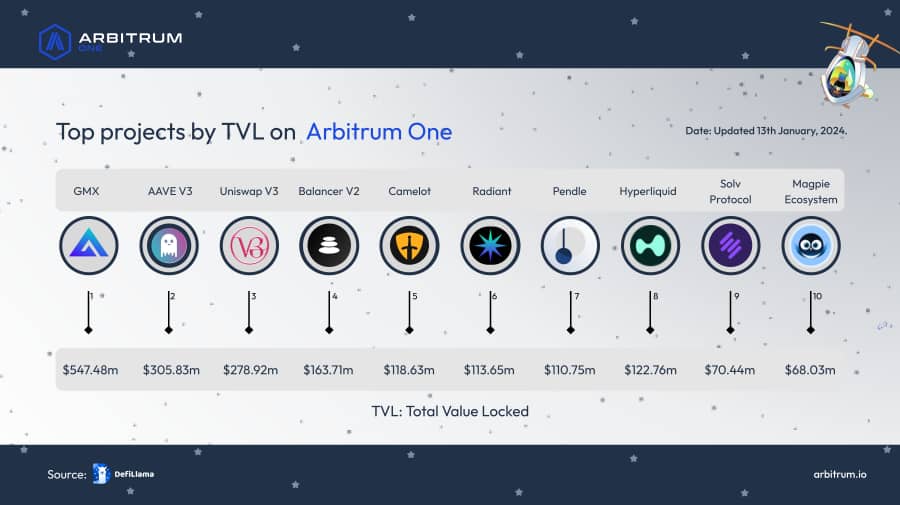 ARBITRUM
ONE
Top projects by TVL on Arbitrum One
Date: Updated 13th January, 2024.
GMX
AAVE V3
Uniswap V3
Balancer V2
Camelot
Radiant
Pendle
Hyperliquid
Solv
Protocol
Magpie
Ecosystem
V3
1
2
3
4
5
6
7
8
9
10
$547.48m
$305.83m
$278.92m
$163.71m
$118.63m
$113.65m
$110.75m
$122.76m
$70.44m
$68.03m
TVL: Total Value Locked
Source: DefiLlama
arbitrum.io